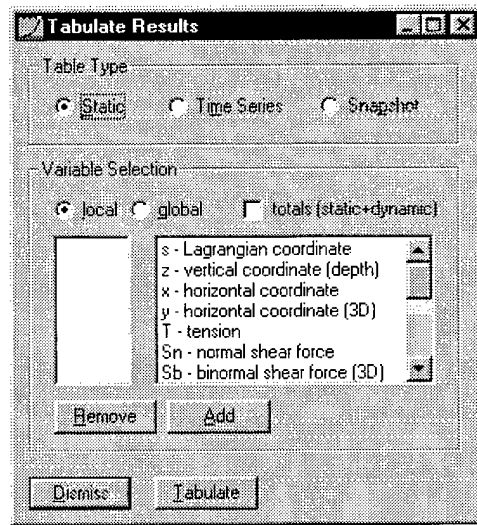 Tabulate Results
Table Type
Static Time Series Snapshot
Variable Selection
local global totals (static+dynamic)
s - Lagrangian coordinate
z - vertical coordinate (depth)
x - horizontal coordinate
y - horizontal coordinate (3D)
T - tension
Sn - normal shear force
Sb - binormal shear force (3D)
Remove Add
Dismiss Tabulate